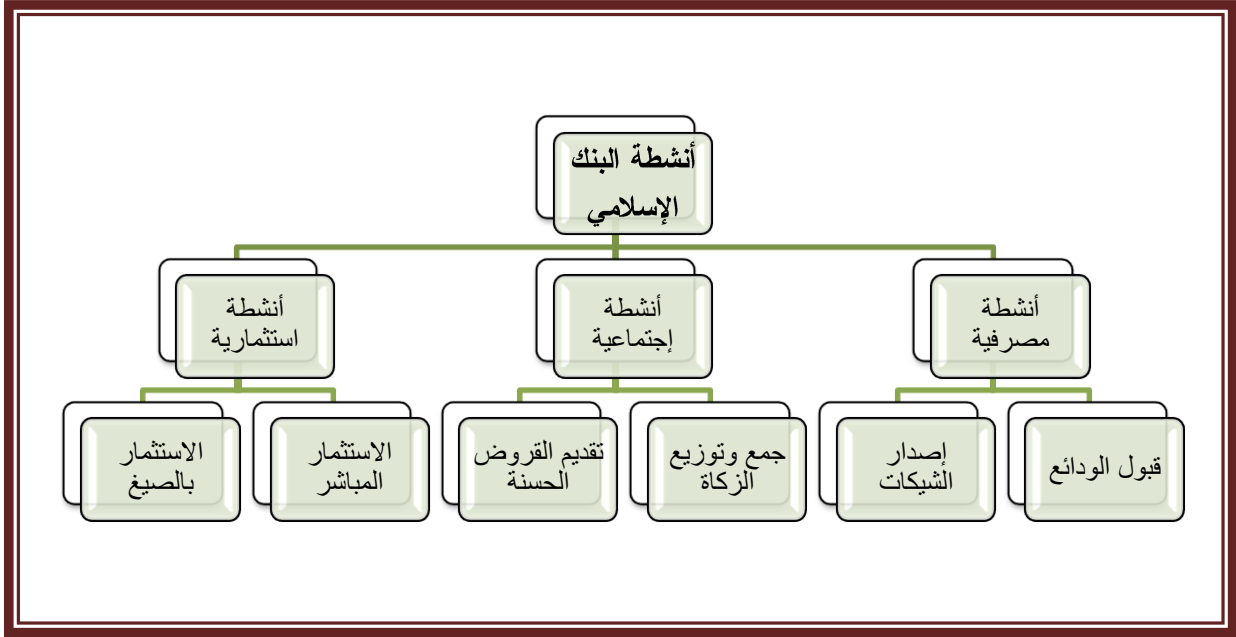 أنشطة البنك
الإسلامي
أنشطة
مصرفية
أنشطة
إجتماعية
أنشطة
استثمارية
قبول الودائع
إصدار
الشيكات
جمع وتوزيع
الزكاة
تقديم القروض
الحسنة
الاستثمار
المباشر
الاستثمار
بالصيغ